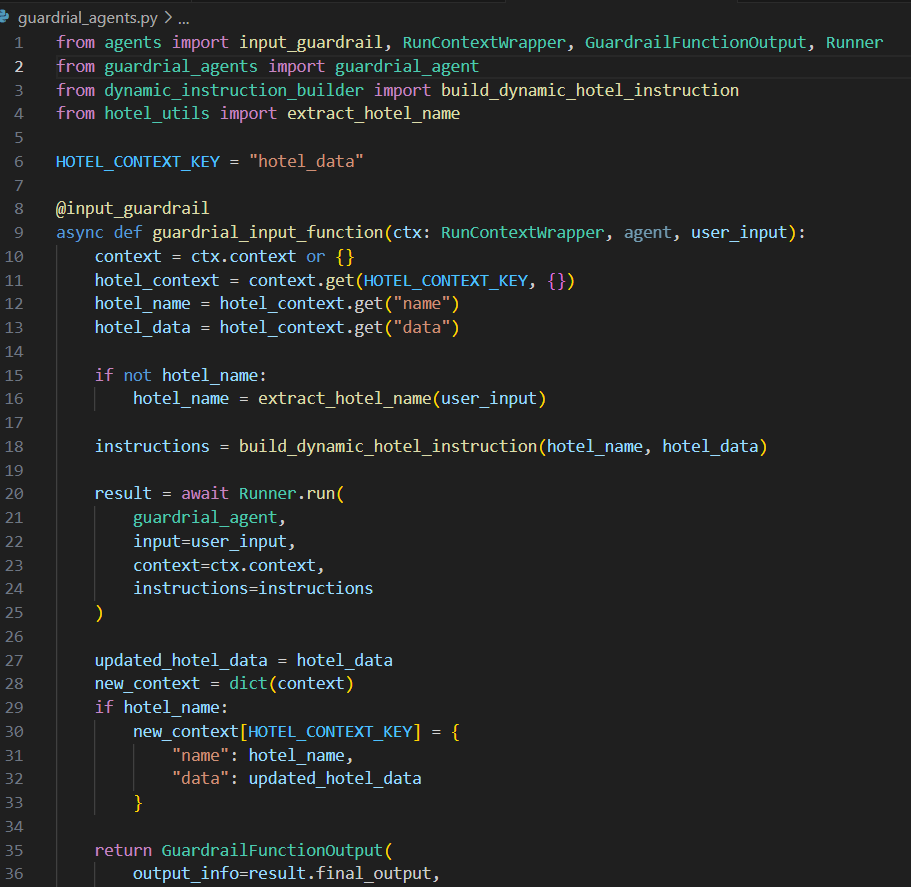 guardrial_agents.py > ...
1 from agents import input_guardrail, RunContextWrapper, GuardrailFunctionOutput, Runner
2 from guardrial_agents import guardrial_agent
3 from dynamic_instruction_builder import build_dynamic_hotel_instruction
4 from hotel_utils import extract_hotel_name
5
6 HOTEL_CONTEXT_KEY = "hotel_data"
7
8 @input_guardrail
9 async def guardrial_input_function(ctx: RunContextWrapper, agent, user_input):
10     context = ctx.context or {}
11     hotel_context = context.get(HOTEL_CONTEXT_KEY, {})
12     hotel_name = hotel_context.get("name")
13     hotel_data = hotel_context.get("data")
14
15     if not hotel_name:
16         hotel_name = extract_hotel_name(user_input)
17
18     instructions = build_dynamic_hotel_instruction(hotel_name, hotel_data)
19
20     result = await Runner.run(
21         guardrial_agent,
22         input=user_input,
23         context=ctx.context,
24         instructions=instructions
25     )
26
27     updated_hotel_data = hotel_data
28     new_context = dict(context)
29     if hotel_name:
30         new_context[HOTEL_CONTEXT_KEY] = {
31             "name": hotel_name,
32             "data": updated_hotel_data
33         }
34
35     return GuardrailFunctionOutput(
36         output_info=result.final_output,